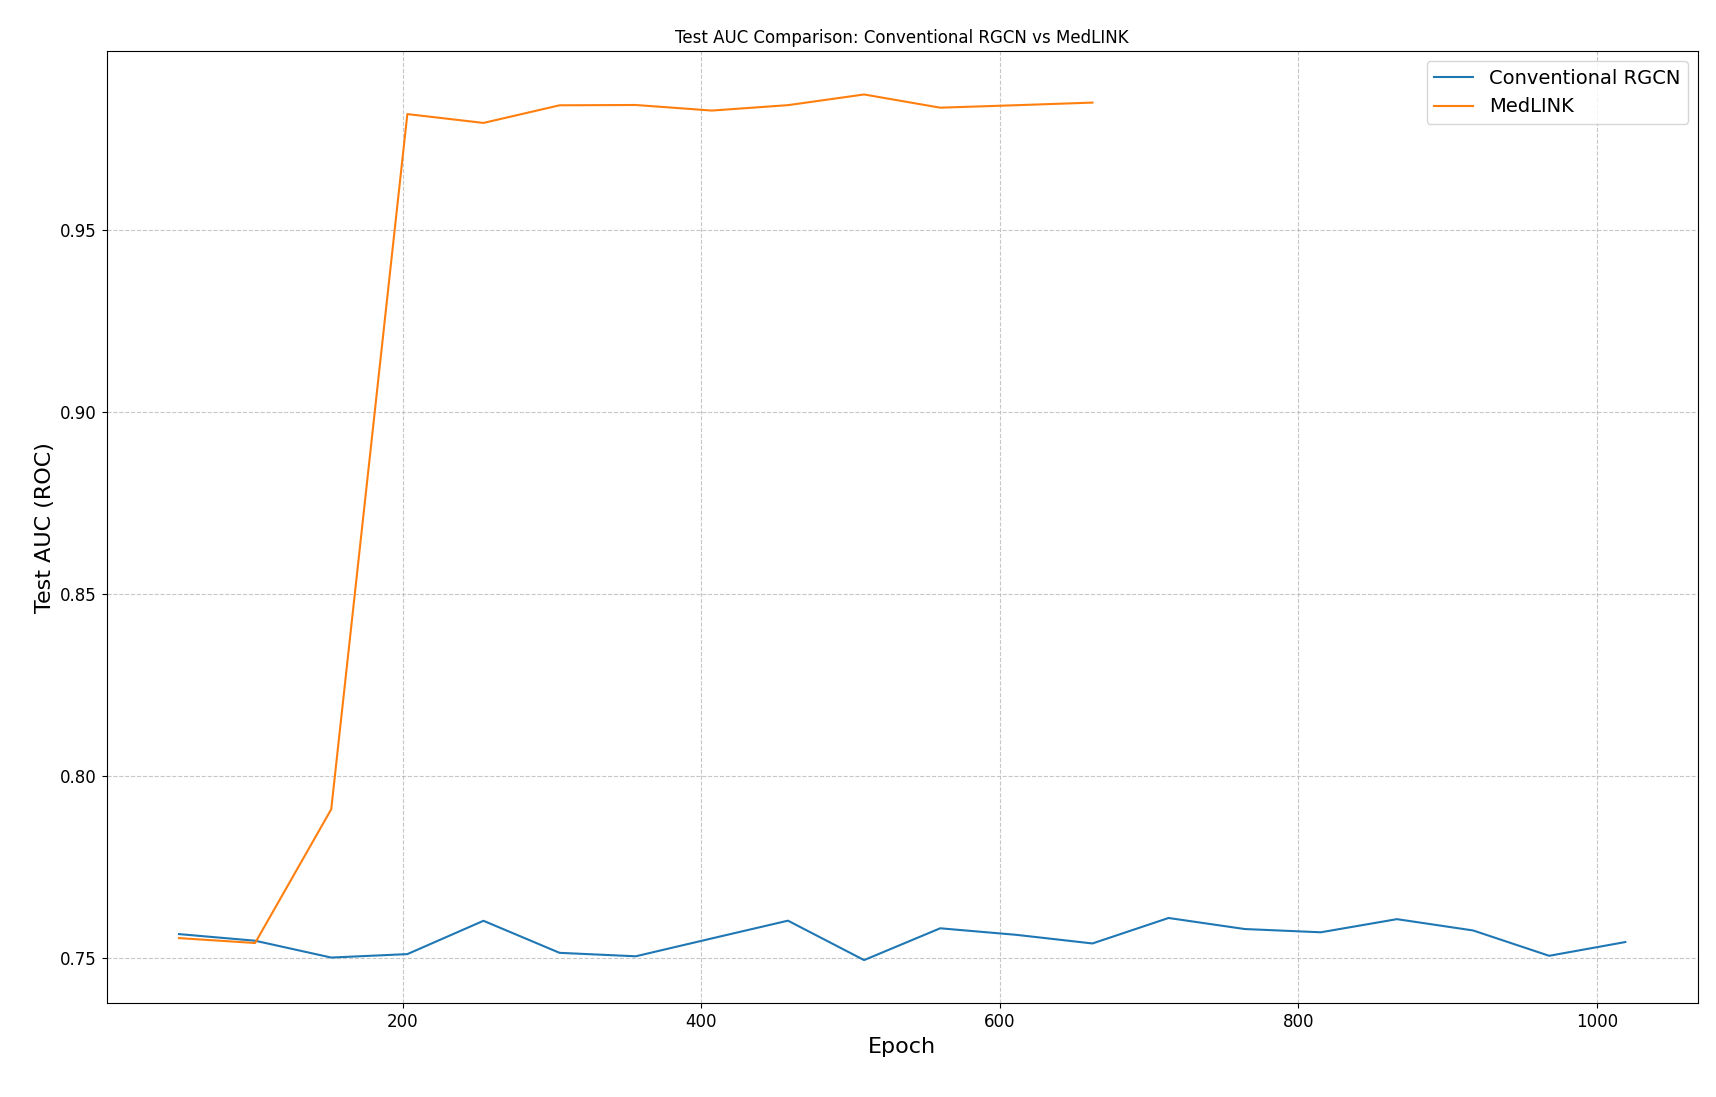 Test AUC Comparison: Conventional RGCN vs MedLINK
Conventional RGCN
MedLINK
Test AUC (ROC)
0.95
0.90
0.85
0.80
0.75
200 400 600 800 1000
Epoch